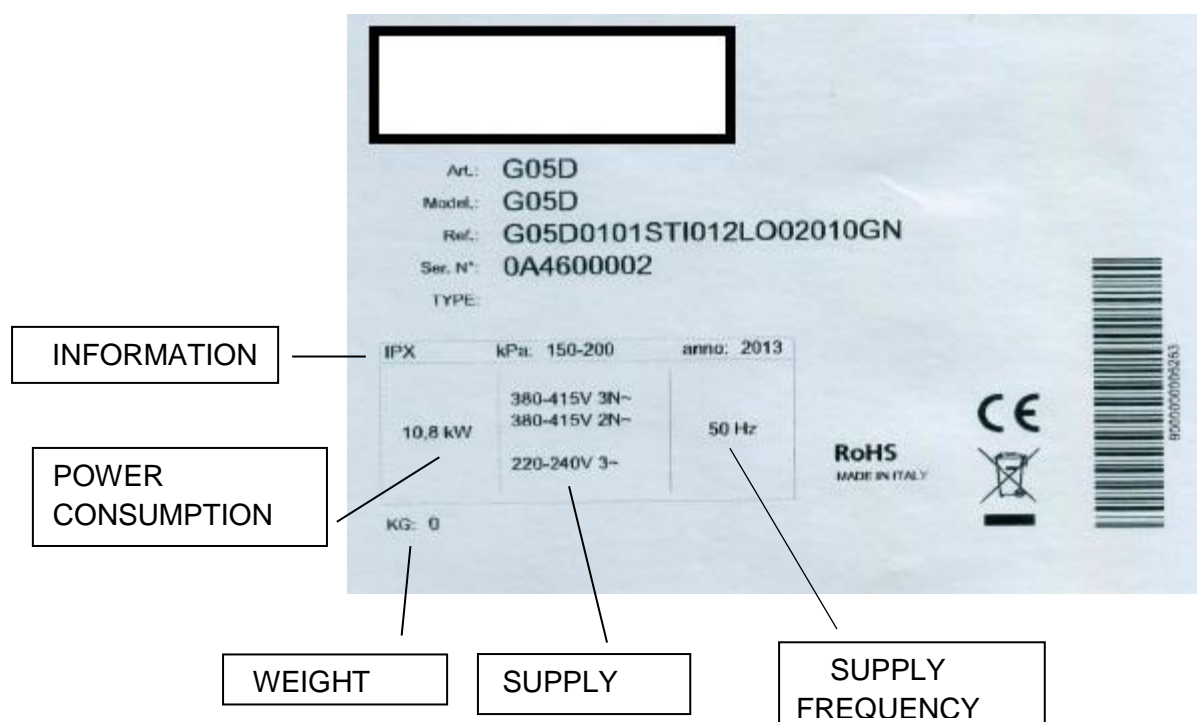 Art.: G05D
Model.: G05D
Ref.: G05D0101STI012LO02010GN
Ser. N°: 0A4600002
TYPE:
INFORMATION
IPX kPa: 150-200 anno: 2013
380-415V 3N~
10,8 kW 380-415V 2N~ 50 Hz
220-240V 3~
RoHS
MADE IN ITALY
CE
POWER
CONSUMPTION
KG: 0
WEIGHT
SUPPLY
SUPPLY
FREQUENCY